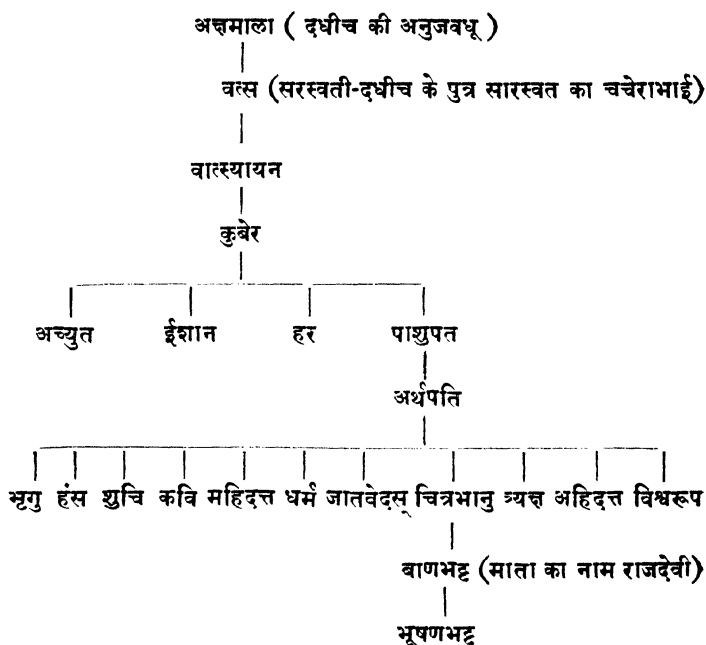 अक्षमाला ( दधीच की अनुजवधू )
वत्स (सरस्वती-दधीच के पुत्र सारस्वत का चचेराभाई)
वात्स्यायन
कुबेर
अच्युत ईशान हर पाशुपत
अर्थपति
भृगु हंस शुचि कवि महिदत्त धर्म जातवेदस् चित्रभानु त्र्यक्ष अहिदत्त विश्वरूप
बाणभट्ट (माता का नाम राजदेवी)
भूषणभट्ट